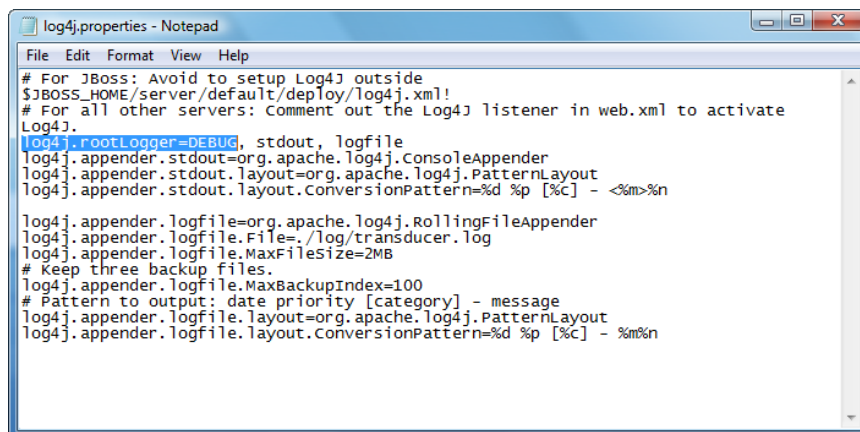 log4j.properties - Notepad
File Edit Format View Help
# For JBoss: Avoid to setup Log4J outside
$JBOSS_HOME/server/default/deploy/log4j.xml!
# For all other servers: Comment out the Log4J listener in web.xml to activate
Log4J.
log4j.rootLogger=DEBUG, stdout, logfile
log4j.appender.stdout=org.apache.log4j.ConsoleAppender
log4j.appender.stdout.layout=org.apache.log4j.PatternLayout
log4j.appender.stdout.layout.ConversionPattern=%d %p [%c] - <%m>%n
log4j.appender.logfile=org.apache.log4j.RollingFileAppender
log4j.appender.logfile.File=./log/transducer.log
log4j.appender.logfile.MaxFileSize=2MB
# Keep three backup files.
log4j.appender.logfile.MaxBackupIndex=100
# Pattern to output: date priority [category] - message
log4j.appender.logfile.layout=org.apache.log4j.PatternLayout
log4j.appender.logfile.layout.ConversionPattern=%d %p [%c] - %m%n